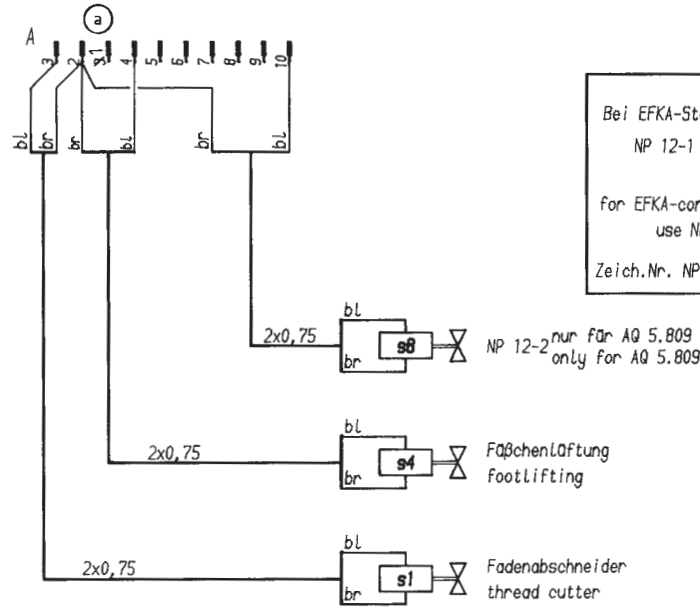 a
A
3 2 31 4 5 6 7 8 9 10
bl br br bl br bl
Bei EFKA-St
NP 12-1
for EFKA-con
use N
Zeich.Nr. NP
2x0,75
bl
br
s8
NP 12-2 nur für AQ 5.809
only for AQ 5.809
2x0,75
bl
br
s4
Füßchenlüftung
footlifting
2x0,75
bl
br
s1
Fadenabschneider
thread cutter